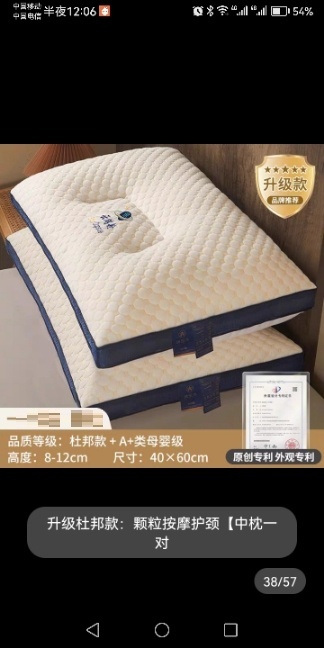 中国移动
中国电信 半夜12:06 54%
升级款
品牌推荐
品质等级：杜邦款 + A+类母婴级
高度：8-12cm 尺寸：40×60cm
原创专利 外观专利
升级杜邦款：颗粒按摩护颈【中枕一
对
38/57